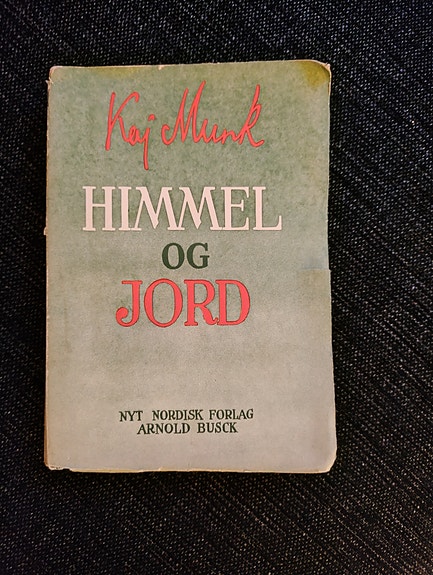 Kaj Munk
HIMMEL
OG
JORD
NYT NORDISK FORLAG
ARNOLD BUSCK